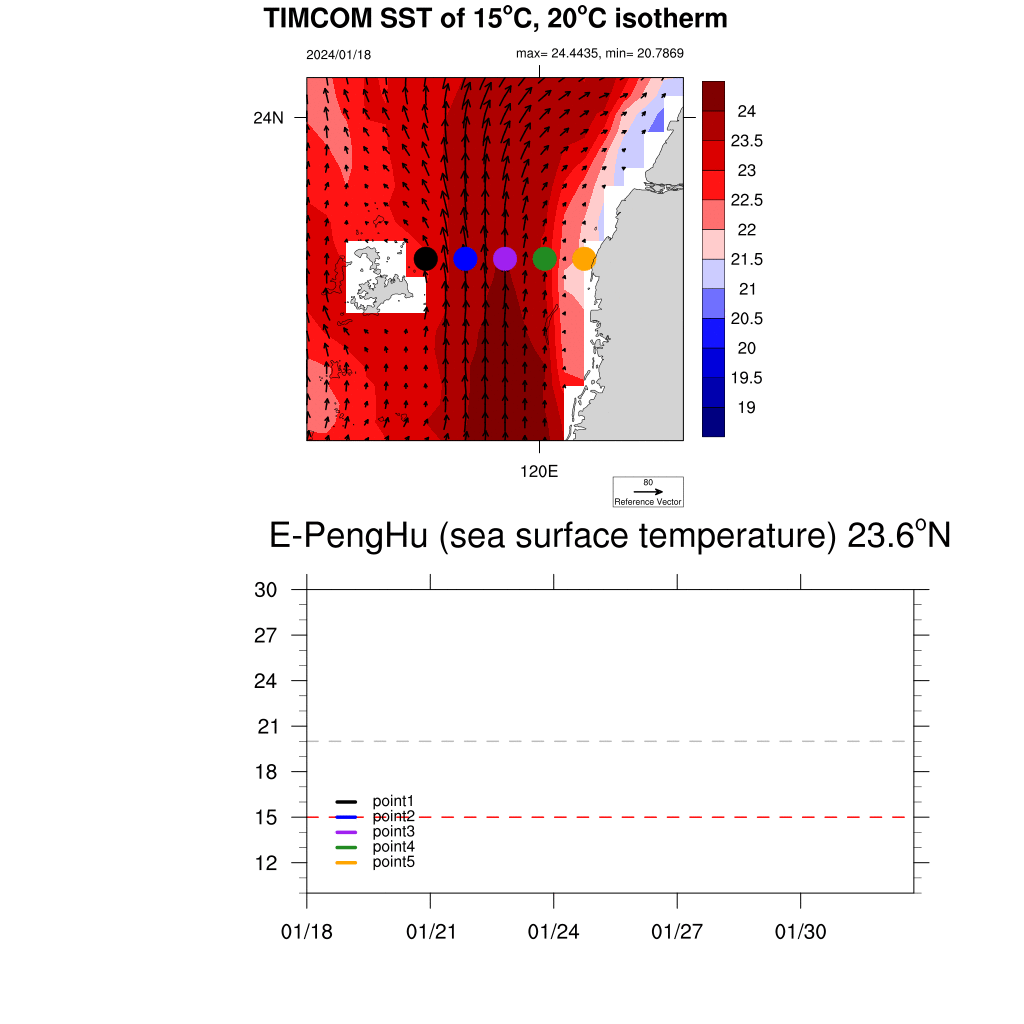 TIMCOM SST of 15°C, 20°C isotherm
2024/01/18 max= 24.4435, min= 20.7869
24N
24
23.5
23
22.5
22
21.5
21
20.5
20
19.5
19
120E
80
Reference Vector
E-PengHu (sea surface temperature) 23.6°N
30
27
24
21
18
15
12
point1
point2
point3
point4
point5
01/18 01/21 01/24 01/27 01/30